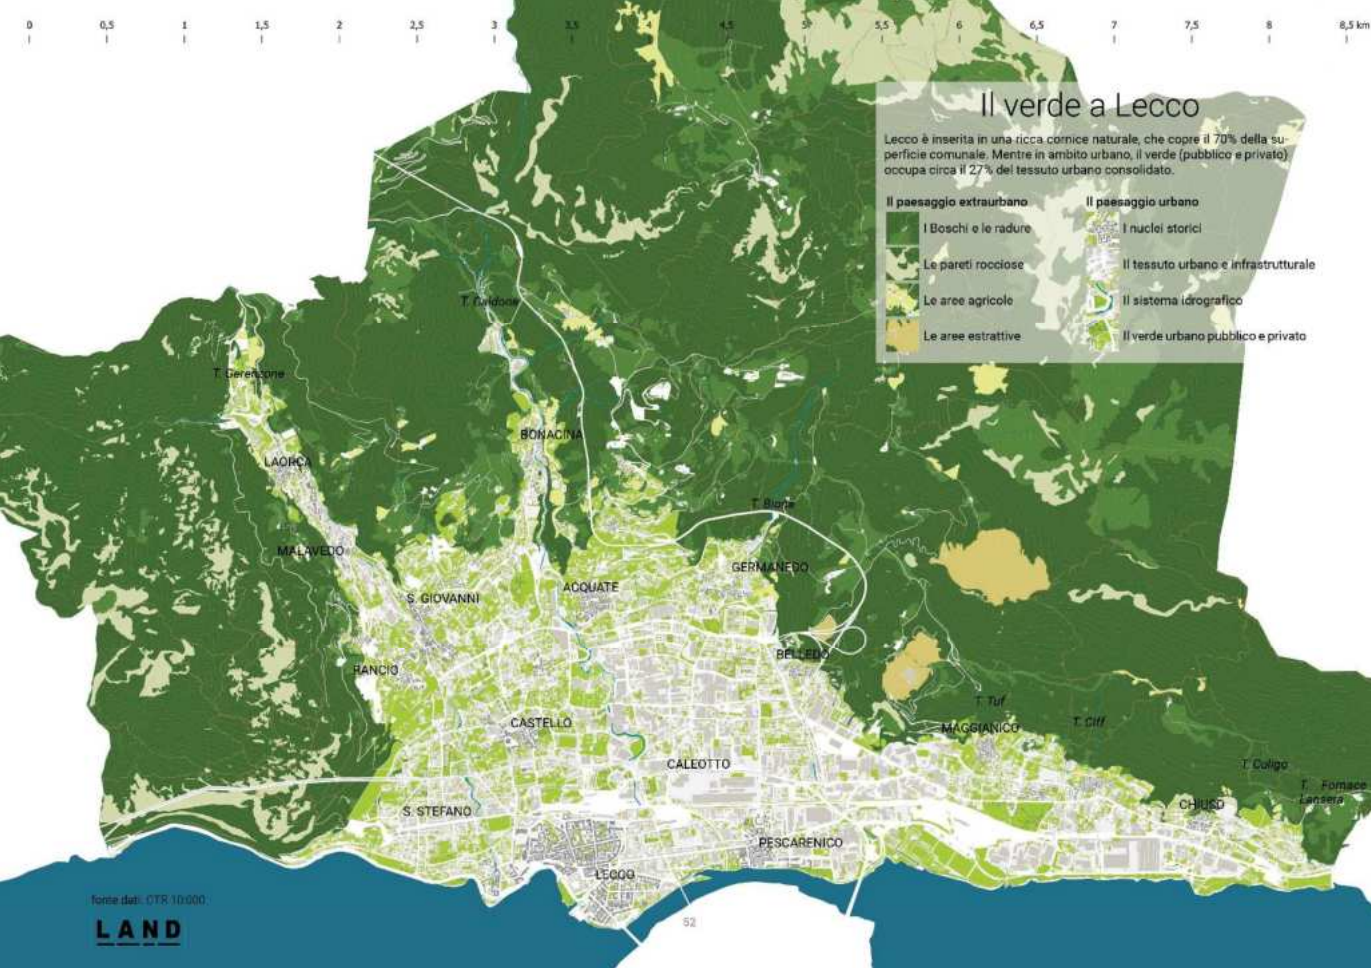 0 0,5 1 1,5 2 2,5 3 3,5 4 4,5 5 5,5 6 6,5 7 7,5 8 8,5 km
Il verde a Lecco
Lecco è inserita in una ricca cornice naturale, che copre il 70% della su-
perficie comunale. Mentre in ambito urbano, il verde (pubblico e privato)
occupa circa il 27% del tessuto urbano consolidato.
Il paesaggio extraurbano
I Boschi e le radure
Le pareti rocciose
Le aree agricole
Le aree estrattive
Il paesaggio urbano
I nuclei storici
Il tessuto urbano e infrastrutturale
Il sistema idrografico
Il verde urbano pubblico e privato
T. Caldone
T. Gerenzone
BONACINA
LAORCA
T. Bione
MALAVEDO
GERMANEDO
ACQUATE
S. GIOVANNI
BELLEDO
RANCIO
T. Tuf
CASTELLO
MAGGIANICO
T. Ciff
CALEOTTO
T. Culigo
T. Fornace
Lansera
S. STEFANO
CHIUSO
PESCARENICO
LECCO
fonte dati: CTR 10:000
LAND
52